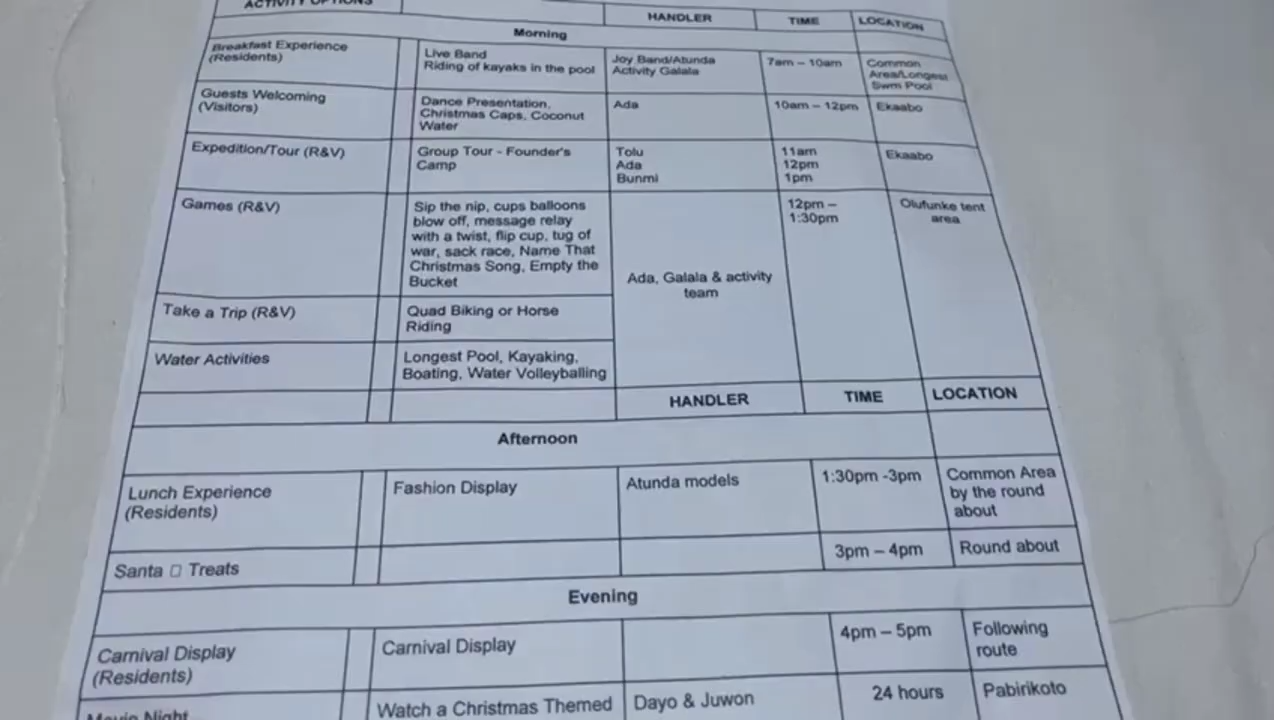 ACTIVITY OPTIONS
HANDLER
TIME
LOCATION
Morning
Breakfast Experience
(Residents)
Live Band
Riding of kayaks in the pool
Joy Band/Atunda
Activity Galala
7am – 10am
Common
Area/Longest
Swm Pool
Guests Welcoming
(Visitors)
Dance Presentation,
Christmas Caps, Coconut
Water
Ada
10am – 12pm
Ekaabo
Expedition/Tour (R&V)
Group Tour - Founder's
Camp
Tolu
Ada
Bunmi
11am
12pm
1pm
Ekaabo
Games (R&V)
Sip the nip, cups balloons
blow off, message relay
with a twist, flip cup, tug of
war, sack race, Name That
Christmas Song, Empty the
Bucket
Ada, Galala & activity
team
12pm –
1:30pm
Olufunke tent
area
Take a Trip (R&V)
Quad Biking or Horse
Riding
Water Activities
Longest Pool, Kayaking,
Boating, Water Volleyballing
HANDLER
TIME
LOCATION
Afternoon
Lunch Experience
(Residents)
Fashion Display
Atunda models
1:30pm -3pm
Common Area
by the round
about
Santa □ Treats
3pm – 4pm
Round about
Evening
Carnival Display
(Residents)
Carnival Display
4pm – 5pm
Following
route
Movie Night
Watch a Christmas Themed
Dayo & Juwon
24 hours
Pabirikoto